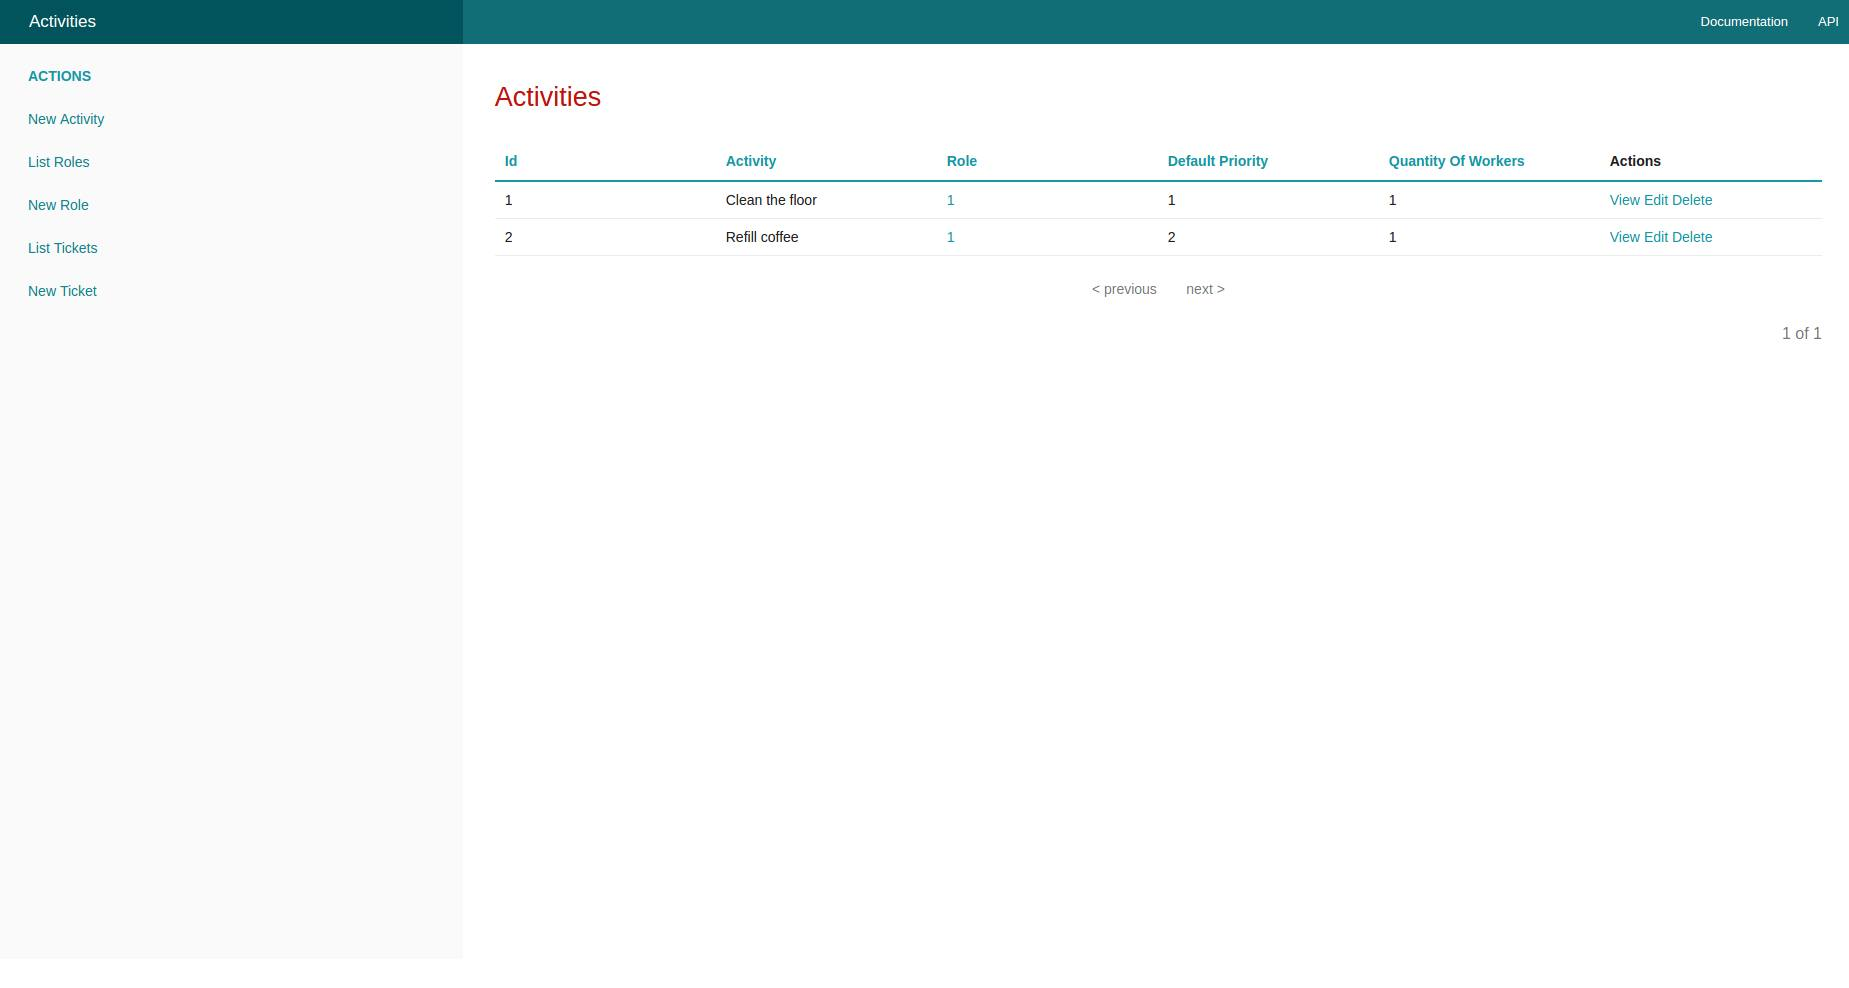 Activities
Documentation API
ACTIONS
New Activity
List Roles
New Role
List Tickets
New Ticket
Activities
Id Activity Role Default Priority Quantity Of Workers Actions
1 Clean the floor 1 1 1 View Edit Delete
2 Refill coffee 1 2 1 View Edit Delete
< previous next >
1 of 1